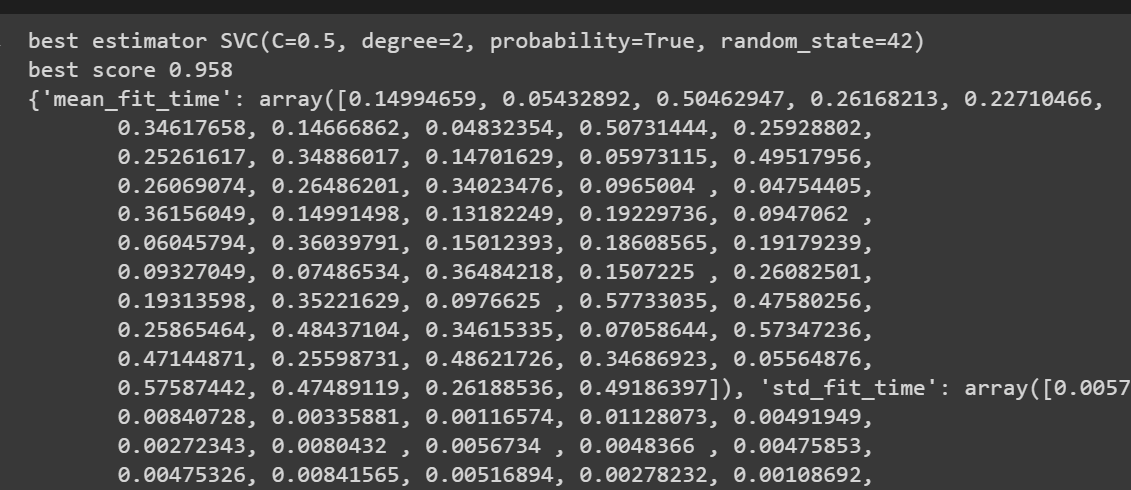 best estimator SVC(C=0.5, degree=2, probability=True, random_state=42)
best score 0.958
{'mean_fit_time': array([0.14994659, 0.05432892, 0.50462947, 0.26168213, 0.22710466,
0.34617658, 0.14666862, 0.04832354, 0.50731444, 0.25928802,
0.25261617, 0.34886017, 0.14701629, 0.05973115, 0.49517956,
0.26069074, 0.26486201, 0.34023476, 0.0965004 , 0.04754405,
0.36156049, 0.14991498, 0.13182249, 0.19229736, 0.0947062 ,
0.06045794, 0.36039791, 0.15012393, 0.18608565, 0.19179239,
0.09327049, 0.07486534, 0.36484218, 0.1507225 , 0.26082501,
0.19313598, 0.35221629, 0.0976625 , 0.57733035, 0.47580256,
0.25865464, 0.48437104, 0.34615335, 0.07058644, 0.57347236,
0.47144871, 0.25598731, 0.48621726, 0.34686923, 0.05564876,
0.57587442, 0.47489119, 0.26188536, 0.49186397]), 'std_fit_time': array([0.0057
0.00840728, 0.00335881, 0.00116574, 0.01128073, 0.00491949,
0.00272343, 0.0080432 , 0.0056734 , 0.0048366 , 0.00475853,
0.00475326, 0.00841565, 0.00516894, 0.00278232, 0.00108692,